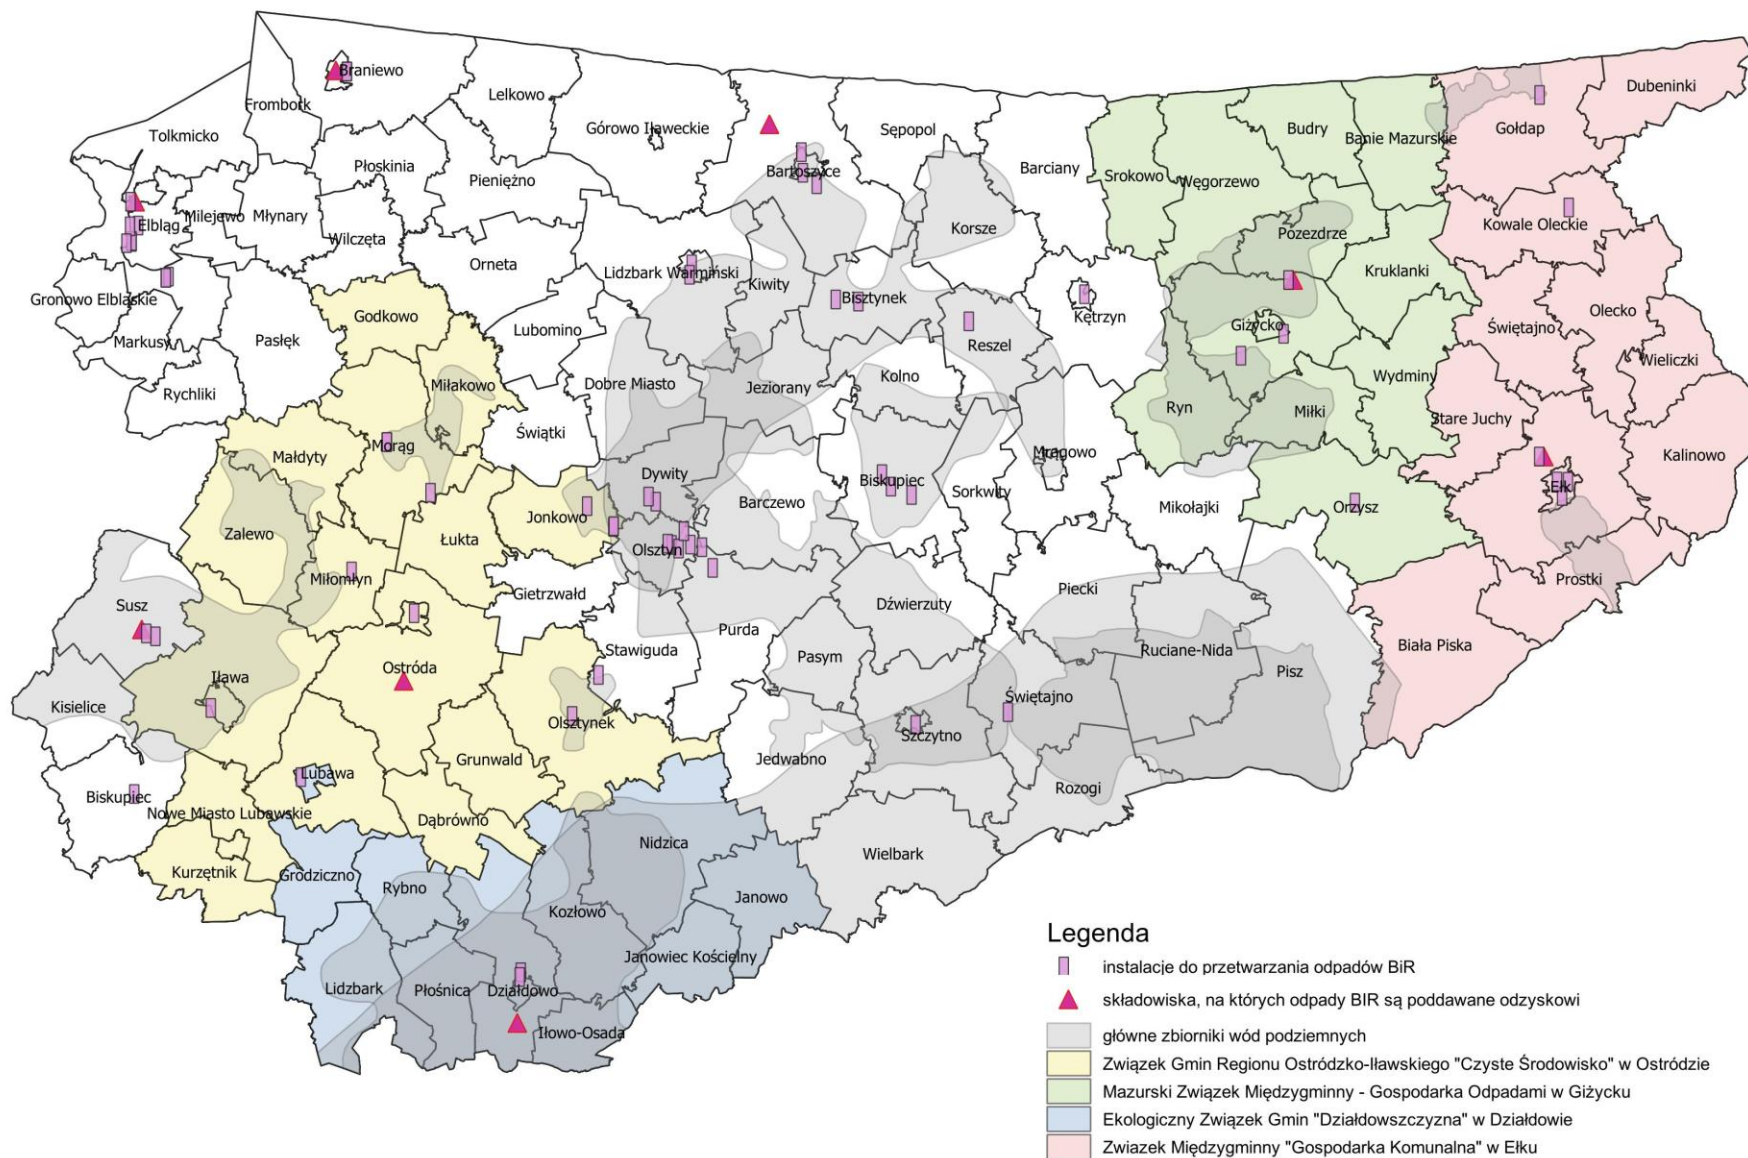 Braniewo
Frombork
Lelkowo
Dubeninki
Tolkmicko
Górowo Iławeckie
Sępopol
Budry
Banie Mazurskie
Gołdap
Płoskinia
Pieniężno
Bartoszyce
Barciany
Srokowo
Węgorzewo
Milejewo
Młynary
Elbląg
Wilczęta
Korsze
Pozezdrze
Kowale Oleckie
Orneta
Lidzbark Warmiński
Kiwity
Kruklanki
Gronowo Elbląskie
Bisztynek
Godkowo
Kętrzyn
Giżycko
Olecko
Markusy
Pasłęk
Lubomino
Reszel
Świętajno
Wieliczki
Rychliki
Miłakowo
Dobre Miasto
Jeziorany
Kolno
Wydminy
Ryn
Miłki
Stare Juchy
Świątki
Morąg
Małdyty
Mrągowo
Kalinowo
Dywity
Biskupiec
Sorkwity
Ełk
Barczewo
Mikołajki
Orzysz
Jonkowo
Zalewo
Łukta
Olsztyn
Miłomłyn
Prostki
Gietrzwałd
Piecki
Susz
Dźwierzuty
Purda
Biała Piska
Stawiguda
Pasym
Ruciane-Nida
Ostróda
Pisz
Iława
Kisielice
Świętajno
Olsztynek
Szczytno
Jedwabno
Grunwald
Lubawa
Rozogi
Biskupiec
Nowe Miasto Lubawskie
Dąbrówno
Nidzica
Wielbark
Kurzętnik
Grodziczno
Rybno
Janowo
Kozłowo
Janowiec Kościelny
Lidzbark
Płośnica
Działdowo
Iłowo-Osada
Legenda
instalacje do przetwarzania odpadów BiR
składowiska, na których odpady BIR są poddawane odzyskowi
główne zbiorniki wód podziemnych
Związek Gmin Regionu Ostródzko-Iławskiego "Czyste Środowisko" w Ostródzie
Mazurski Związek Międzygminny - Gospodarka Odpadami w Giżycku
Ekologiczny Związek Gmin "Działdowszczyzna" w Działdowie
Zwiazek Międzygminny "Gospodarka Komunalna" w Ełku